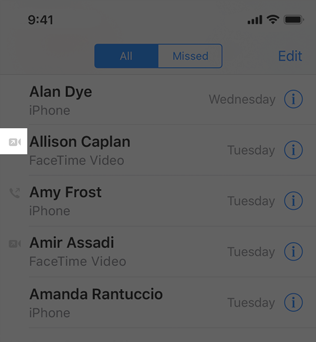 9:41
All Missed Edit
Alan Dye
iPhone
Wednesday
Allison Caplan
FaceTime Video
Tuesday
Amy Frost
iPhone
Tuesday
Amir Assadi
FaceTime Video
Tuesday
Amanda Rantuccio
iPhone
Tuesday